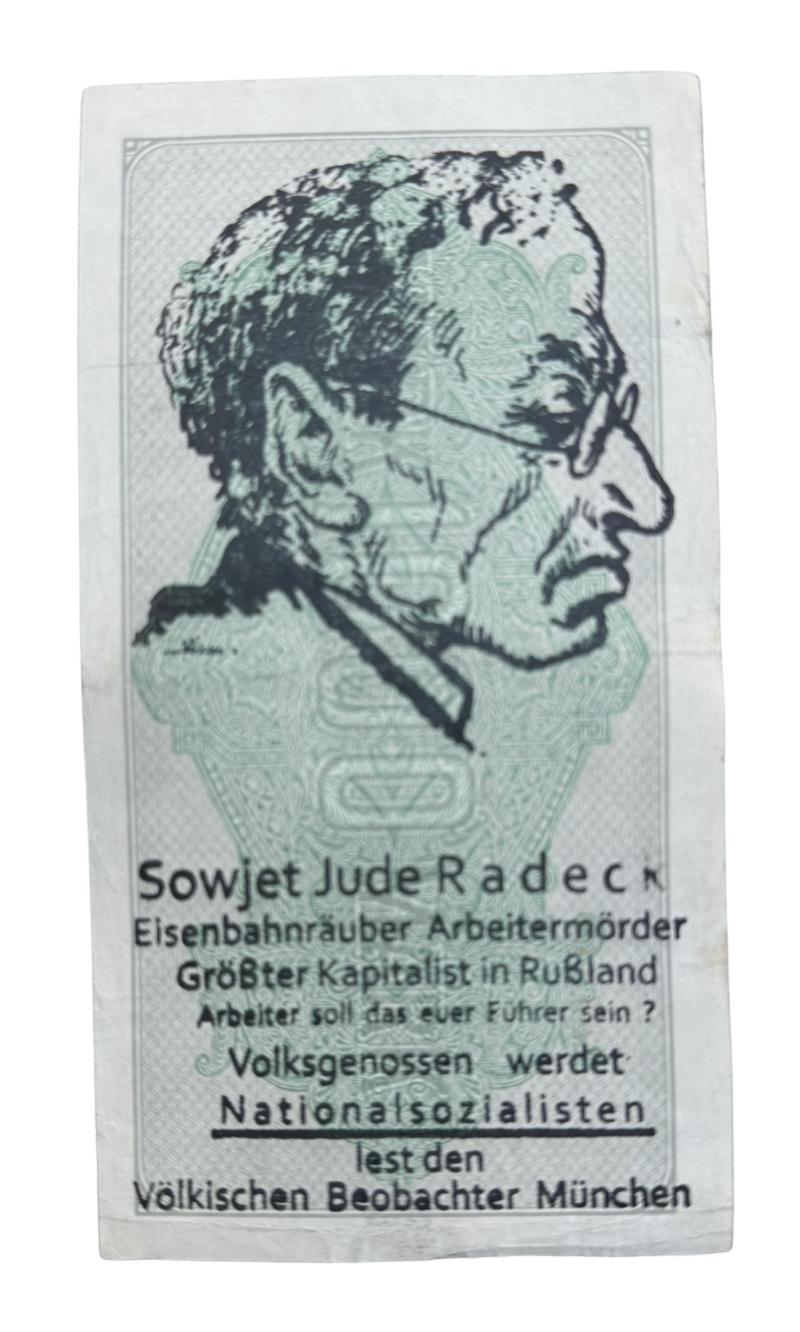 Sowjet Jude Radeck
Eisenbahnräuber Arbeitermörder
Größter Kapitalist in Rußland
Arbeiter soll das euer Führer sein ?
Volksgenossen werdet
Nationalsozialisten
lest den
Völkischen Beobachter München